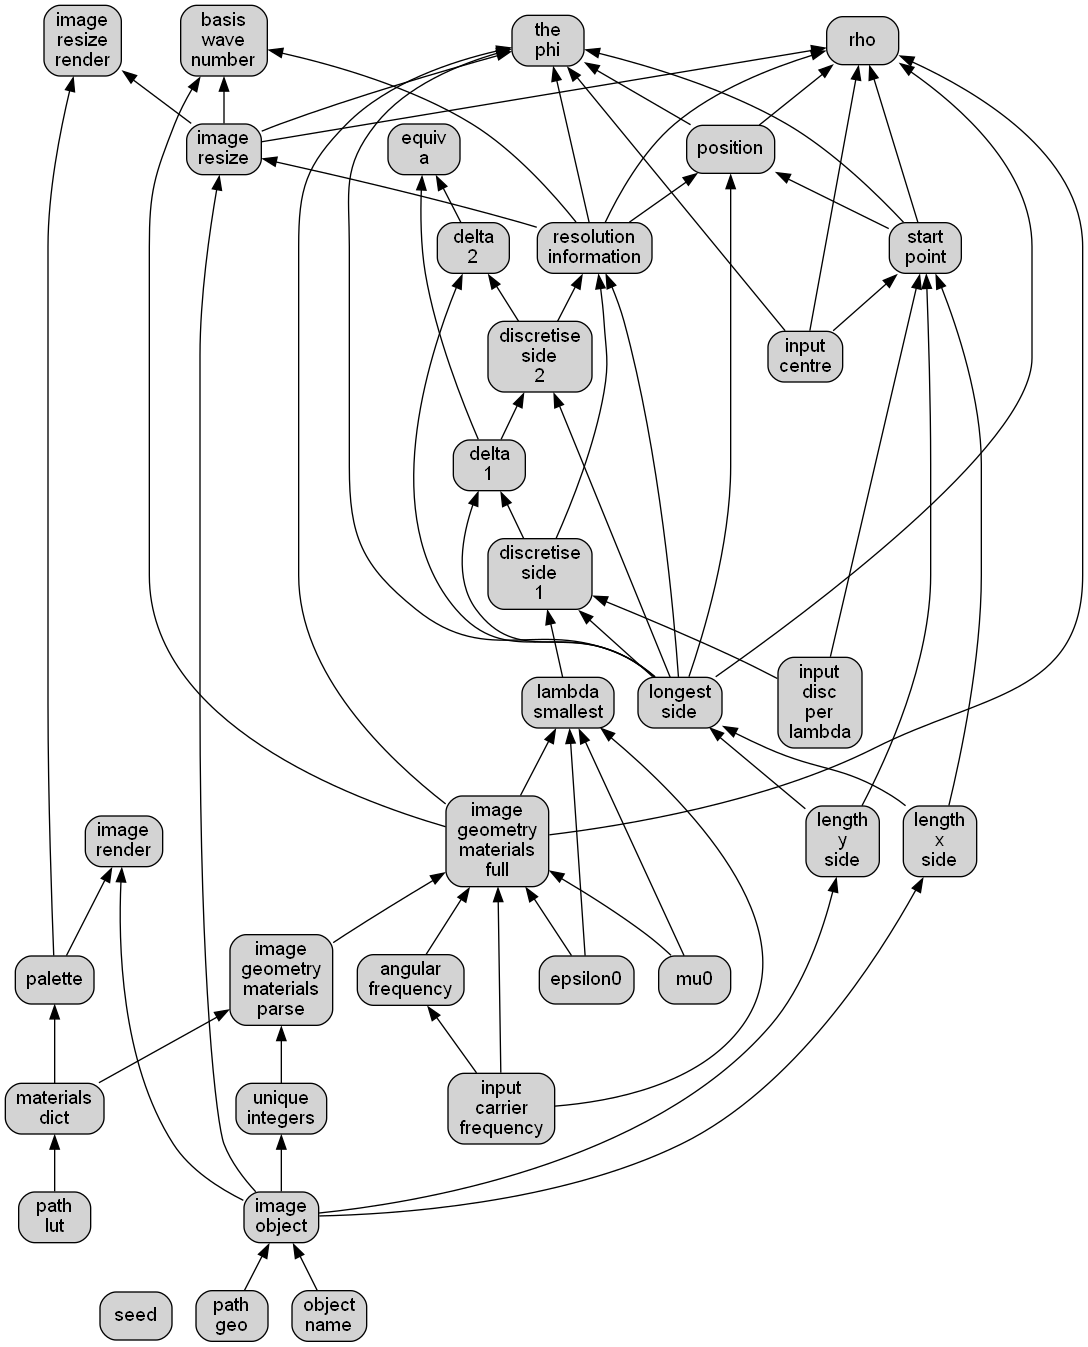 image
resize
render
basis
wave
number
the
phi
rho
image
resize
equiv
a
position
delta
2
resolution
information
start
point
discretise
side
2
input
centre
delta
1
discretise
side
1
lambda
smallest
longest
side
input
disc
per
lambda
image
geometry
materials
full
length
y
side
length
x
side
image
render
image
geometry
materials
parse
palette
angular
frequency
epsilon0
mu0
materials
dict
unique
integers
input
carrier
frequency
path
lut
image
object
seed
path
geo
object
name